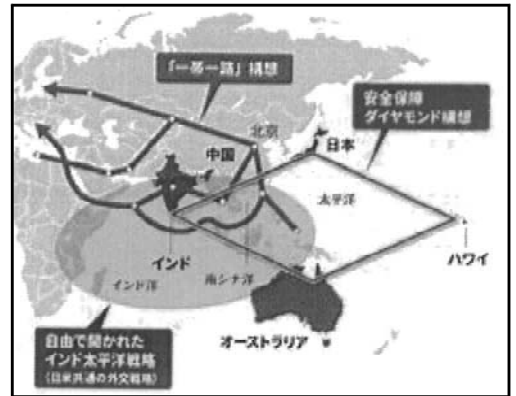 「一帯一路」構想
安全保障
ダイヤモンド構想
北京
日本
中国
太平洋
ハワイ
インド
インド洋
南シナ洋
オーストラリア
自由で開かれた
インド太平洋戦略
(日米共通の外交戦略)